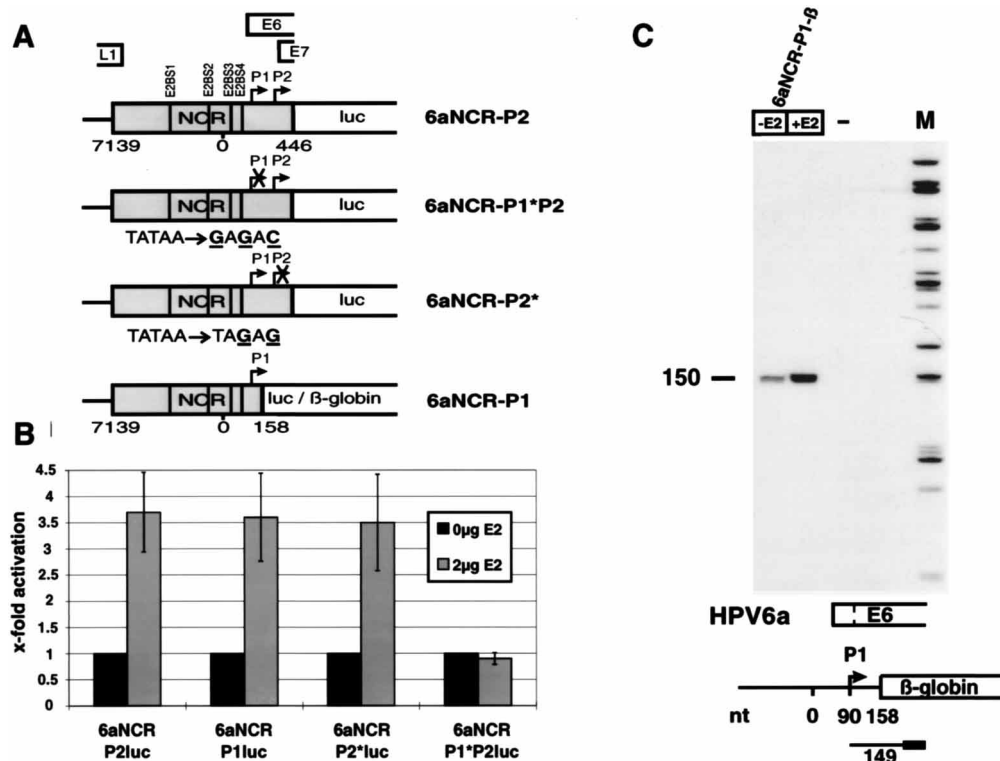 A
L1
E6
E7
E2BS1
E2BS2
E2BS3
E2BS4
P1
P2
NCR
luc
6aNCR-P2
7139
0
446
P1
P2
NCR
luc
6aNCR-P1*P2
TATAA→GAGAC
P1
P2
NCR
luc
6aNCR-P2*
TATAA→TAGAG
P1
NCR
luc / ß-globin
6aNCR-P1
7139
0
158
B
x-fold activation
4.5
4
3.5
3
2.5
2
1.5
1
0.5
0
0µg E2
2µg E2
6aNCR
P2luc
6aNCR
P1luc
6aNCR
P2*luc
6aNCR
P1*P2luc
C
6aNCR-P1-ß
-E2
+E2
–
M
150
HPV6a
E6
P1
ß-globin
nt
0
90
158
149